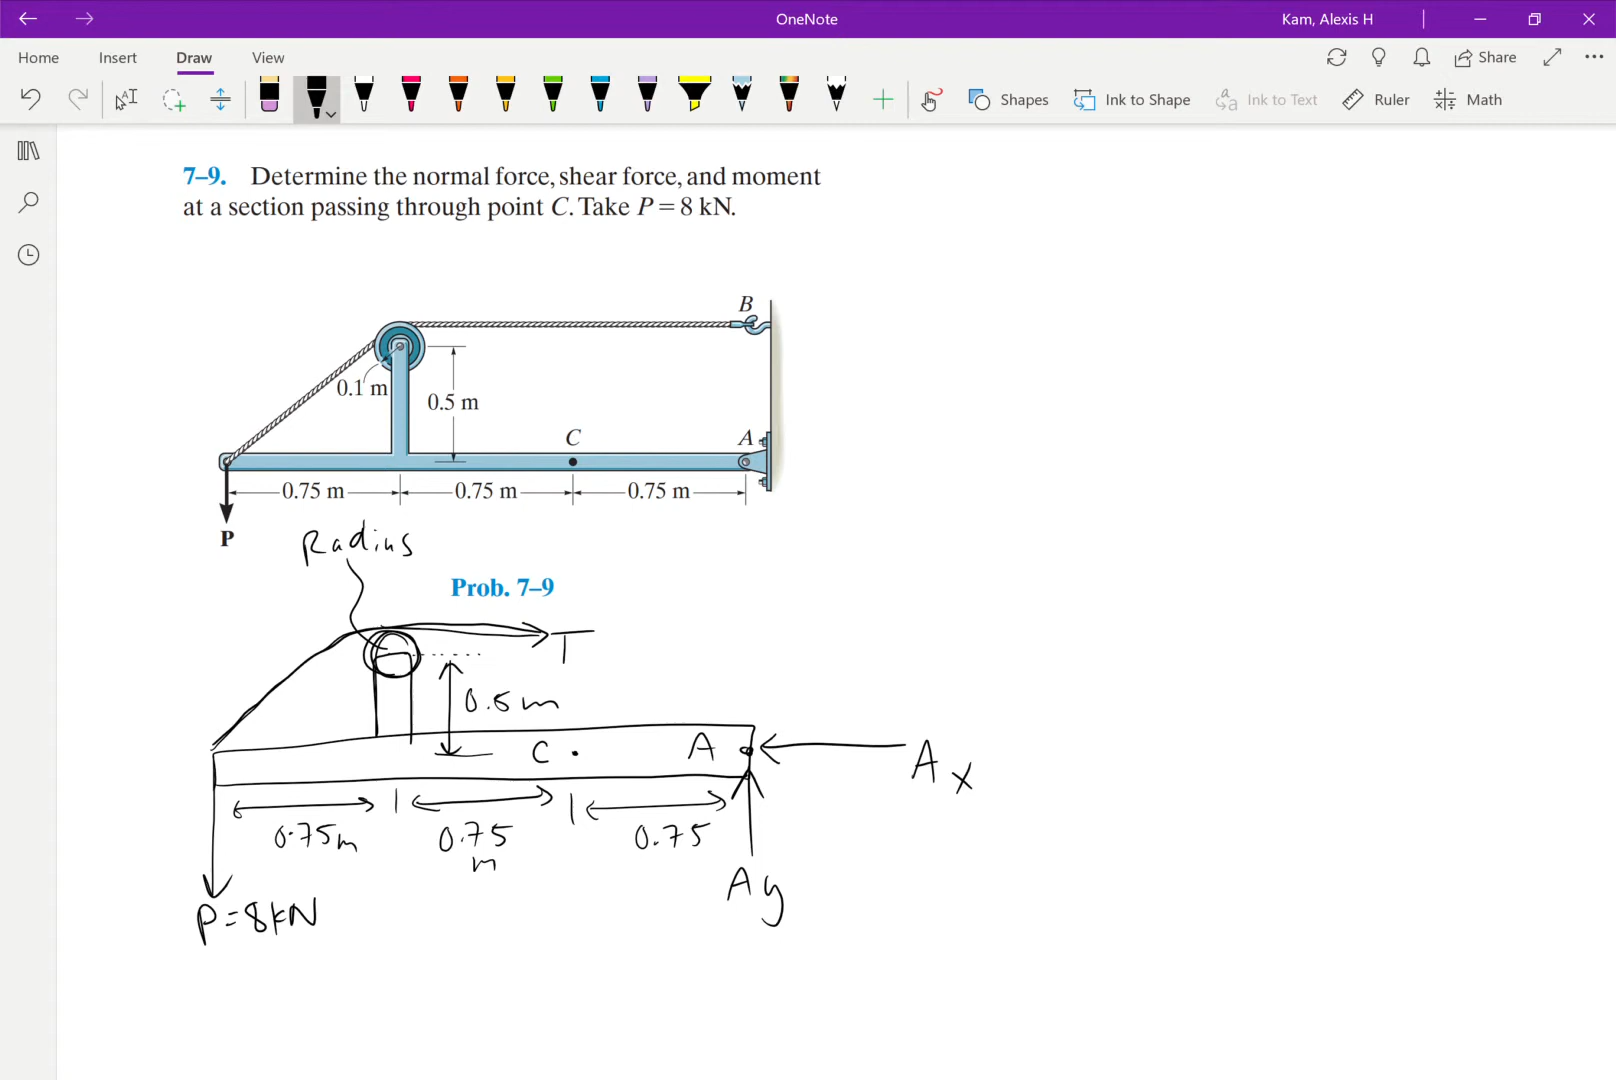 OneNote
Kam, Alexis H
Home Insert Draw View
Share
Shapes Ink to Shape Ink to Text Ruler Math
7–9. Determine the normal force, shear force, and moment
at a section passing through point C. Take P = 8 kN.
B
0.1 m
0.5 m
C
A
0.75 m 0.75 m 0.75 m
P
Radius
Prob. 7–9
T
0.5m
C A
Ax
0.75m 0.75 m 0.75
Ay
P=8kN